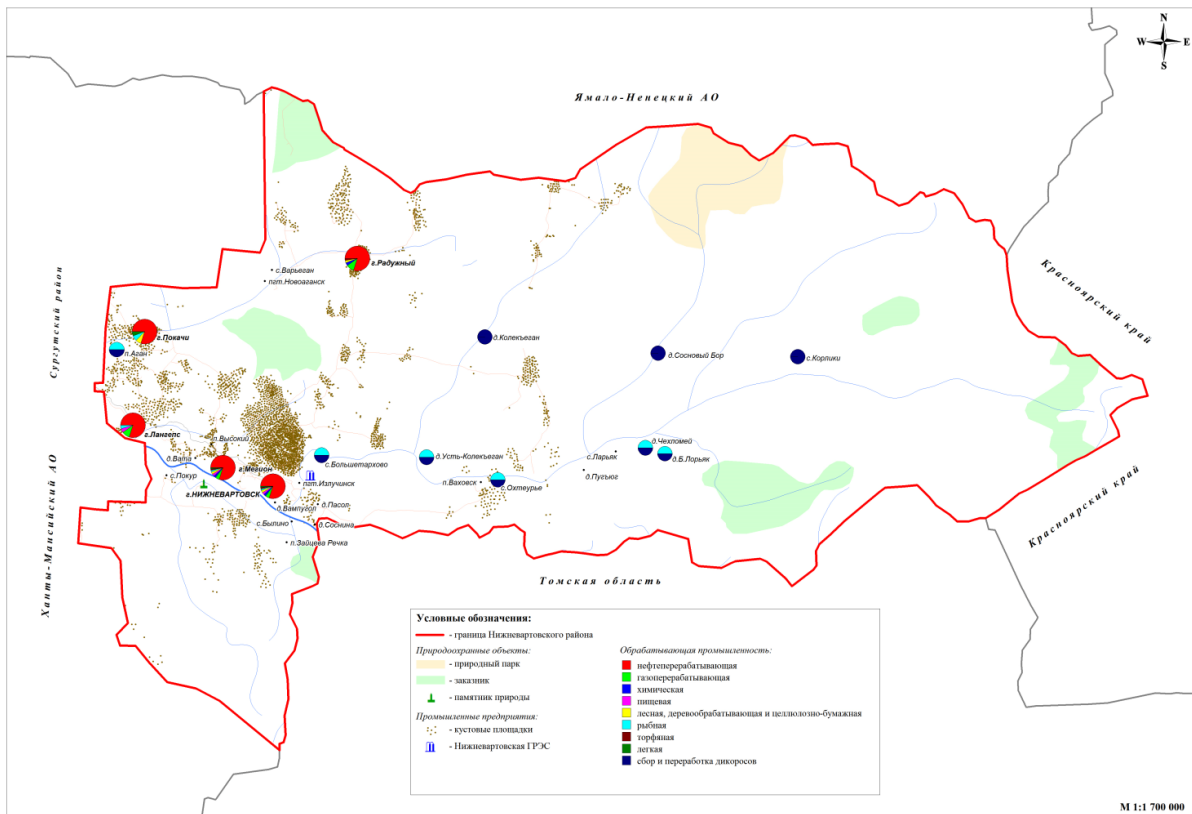 N
W E
S
Ямало-Ненецкий АО
Красноярский край
Сургутский район
с.Варьеган
г.Радужный
пгт.Новоаганск
г.Покачи
п.Аган
д.Колекъеган
д.Сосновый Бор
с.Корлики
г.Лангепс
п.Высокий
д.Чехломей
д.Вата
г.Мегион
с.Большетархово
д.Усть-Колекъеган
с.Ларьяк
д.Б.Лорьяк
с.Покур
пгт.Излучинск
п.Ваховск
с.Охтеурье
д.Пугъюг
г.НИЖНЕВАРТОВСК
д.Вампугол
д.Пасол
с.Былино
д.Соснина
п.Зайцева Речка
Красноярский край
Ханты-Мансийский АО
Томская область
Условные обозначения:
- граница Нижневартовского района
Природоохранные объекты:
- природный парк
- заказник
- памятник природы
Промышленные предприятия:
- кустовые площадки
- Нижневартовская ГРЭС
Обрабатывающая промышленность:
нефтеперерабатывающая
газоперерабатывающая
химическая
пищевая
лесная, деревообрабатывающая и целлюлозно-бумажная
рыбная
торфяная
легкая
сбор и переработка дикоросов
М 1:1 700 000